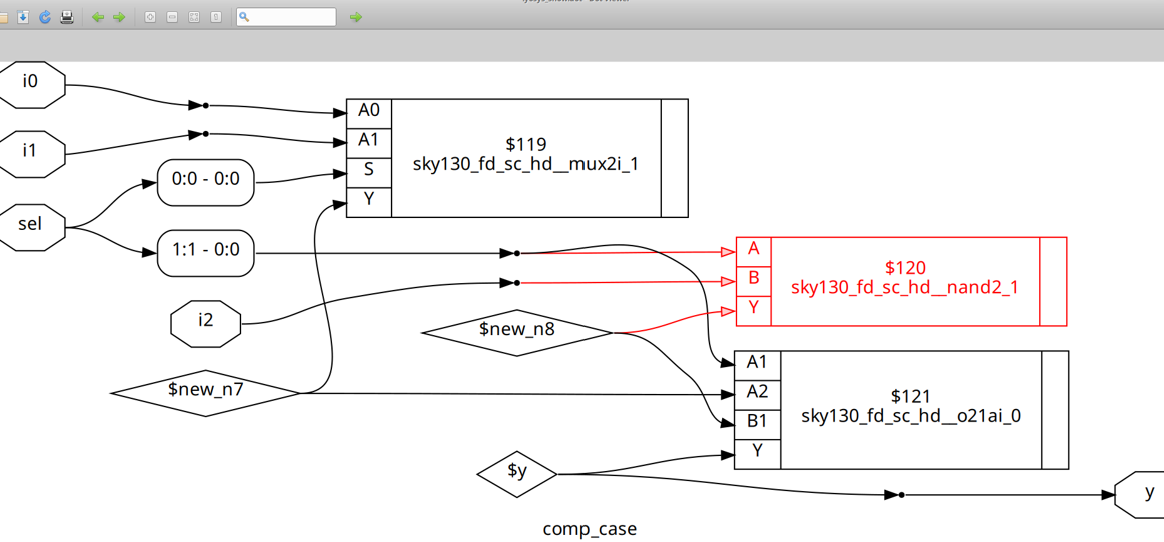 i0
A0
A1
S
Y
$119
sky130_fd_sc_hd__mux2i_1
i1
0:0 - 0:0
sel
1:1 - 0:0
A
B
Y
$120
sky130_fd_sc_hd__nand2_1
i2
$new_n8
A1
A2
B1
Y
$121
sky130_fd_sc_hd__o21ai_0
$new_n7
$y
y
comp_case